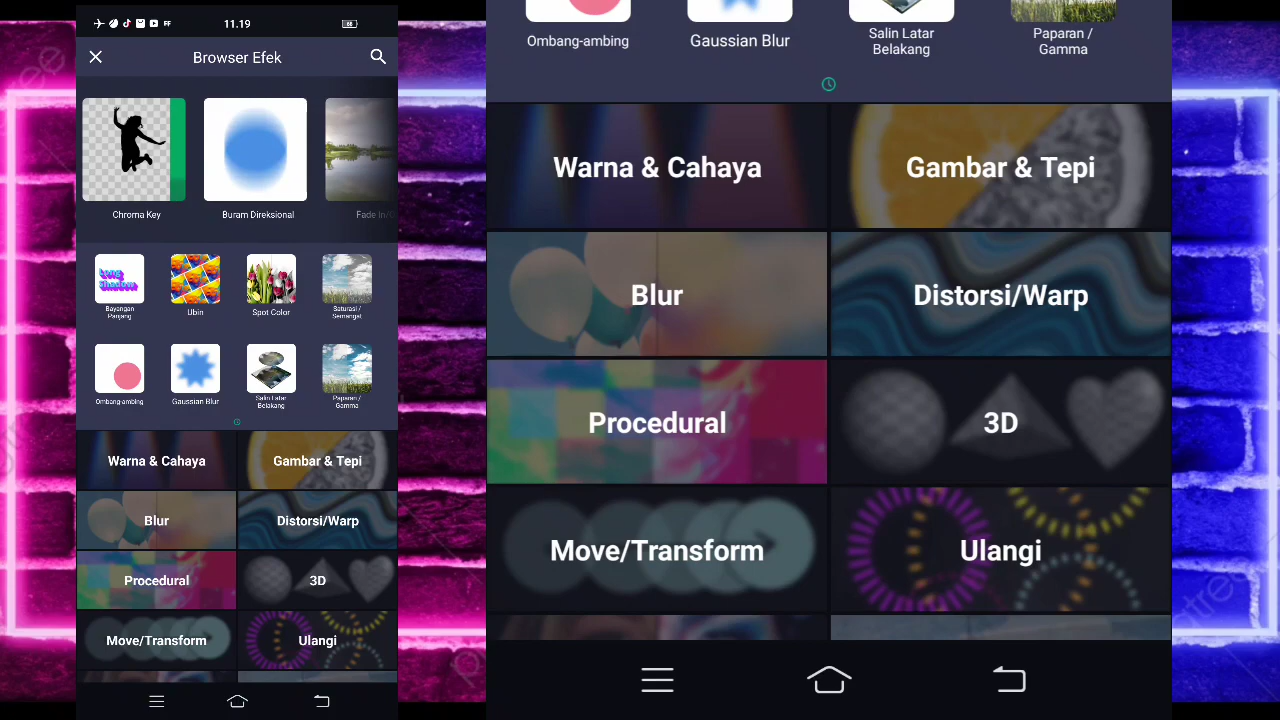 11.19
68
Browser Efek
Chroma Key
Buram Direksional
Fade In/
Long
Shadow
Bayangan
Panjang
Ubin
Spot Color
Saturasi /
Semangat
Ombang-ambing
Gaussian Blur
Salin Latar
Belakang
Paparan /
Gamma
Warna & Cahaya
Gambar & Tepi
Blur
Distorsi/Warp
Procedural
3D
Move/Transform
Ulangi
Ombang-ambing
Gaussian Blur
Salin Latar
Belakang
Paparan /
Gamma
Warna & Cahaya
Gambar & Tepi
Blur
Distorsi/Warp
Procedural
3D
Move/Transform
Ulangi